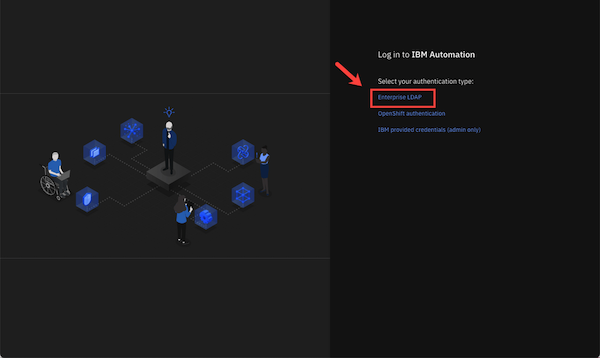 Log in to IBM Automation
Select your authentication type:
Enterprise LDAP
OpenShift authentication
IBM provided credentials (admin only)